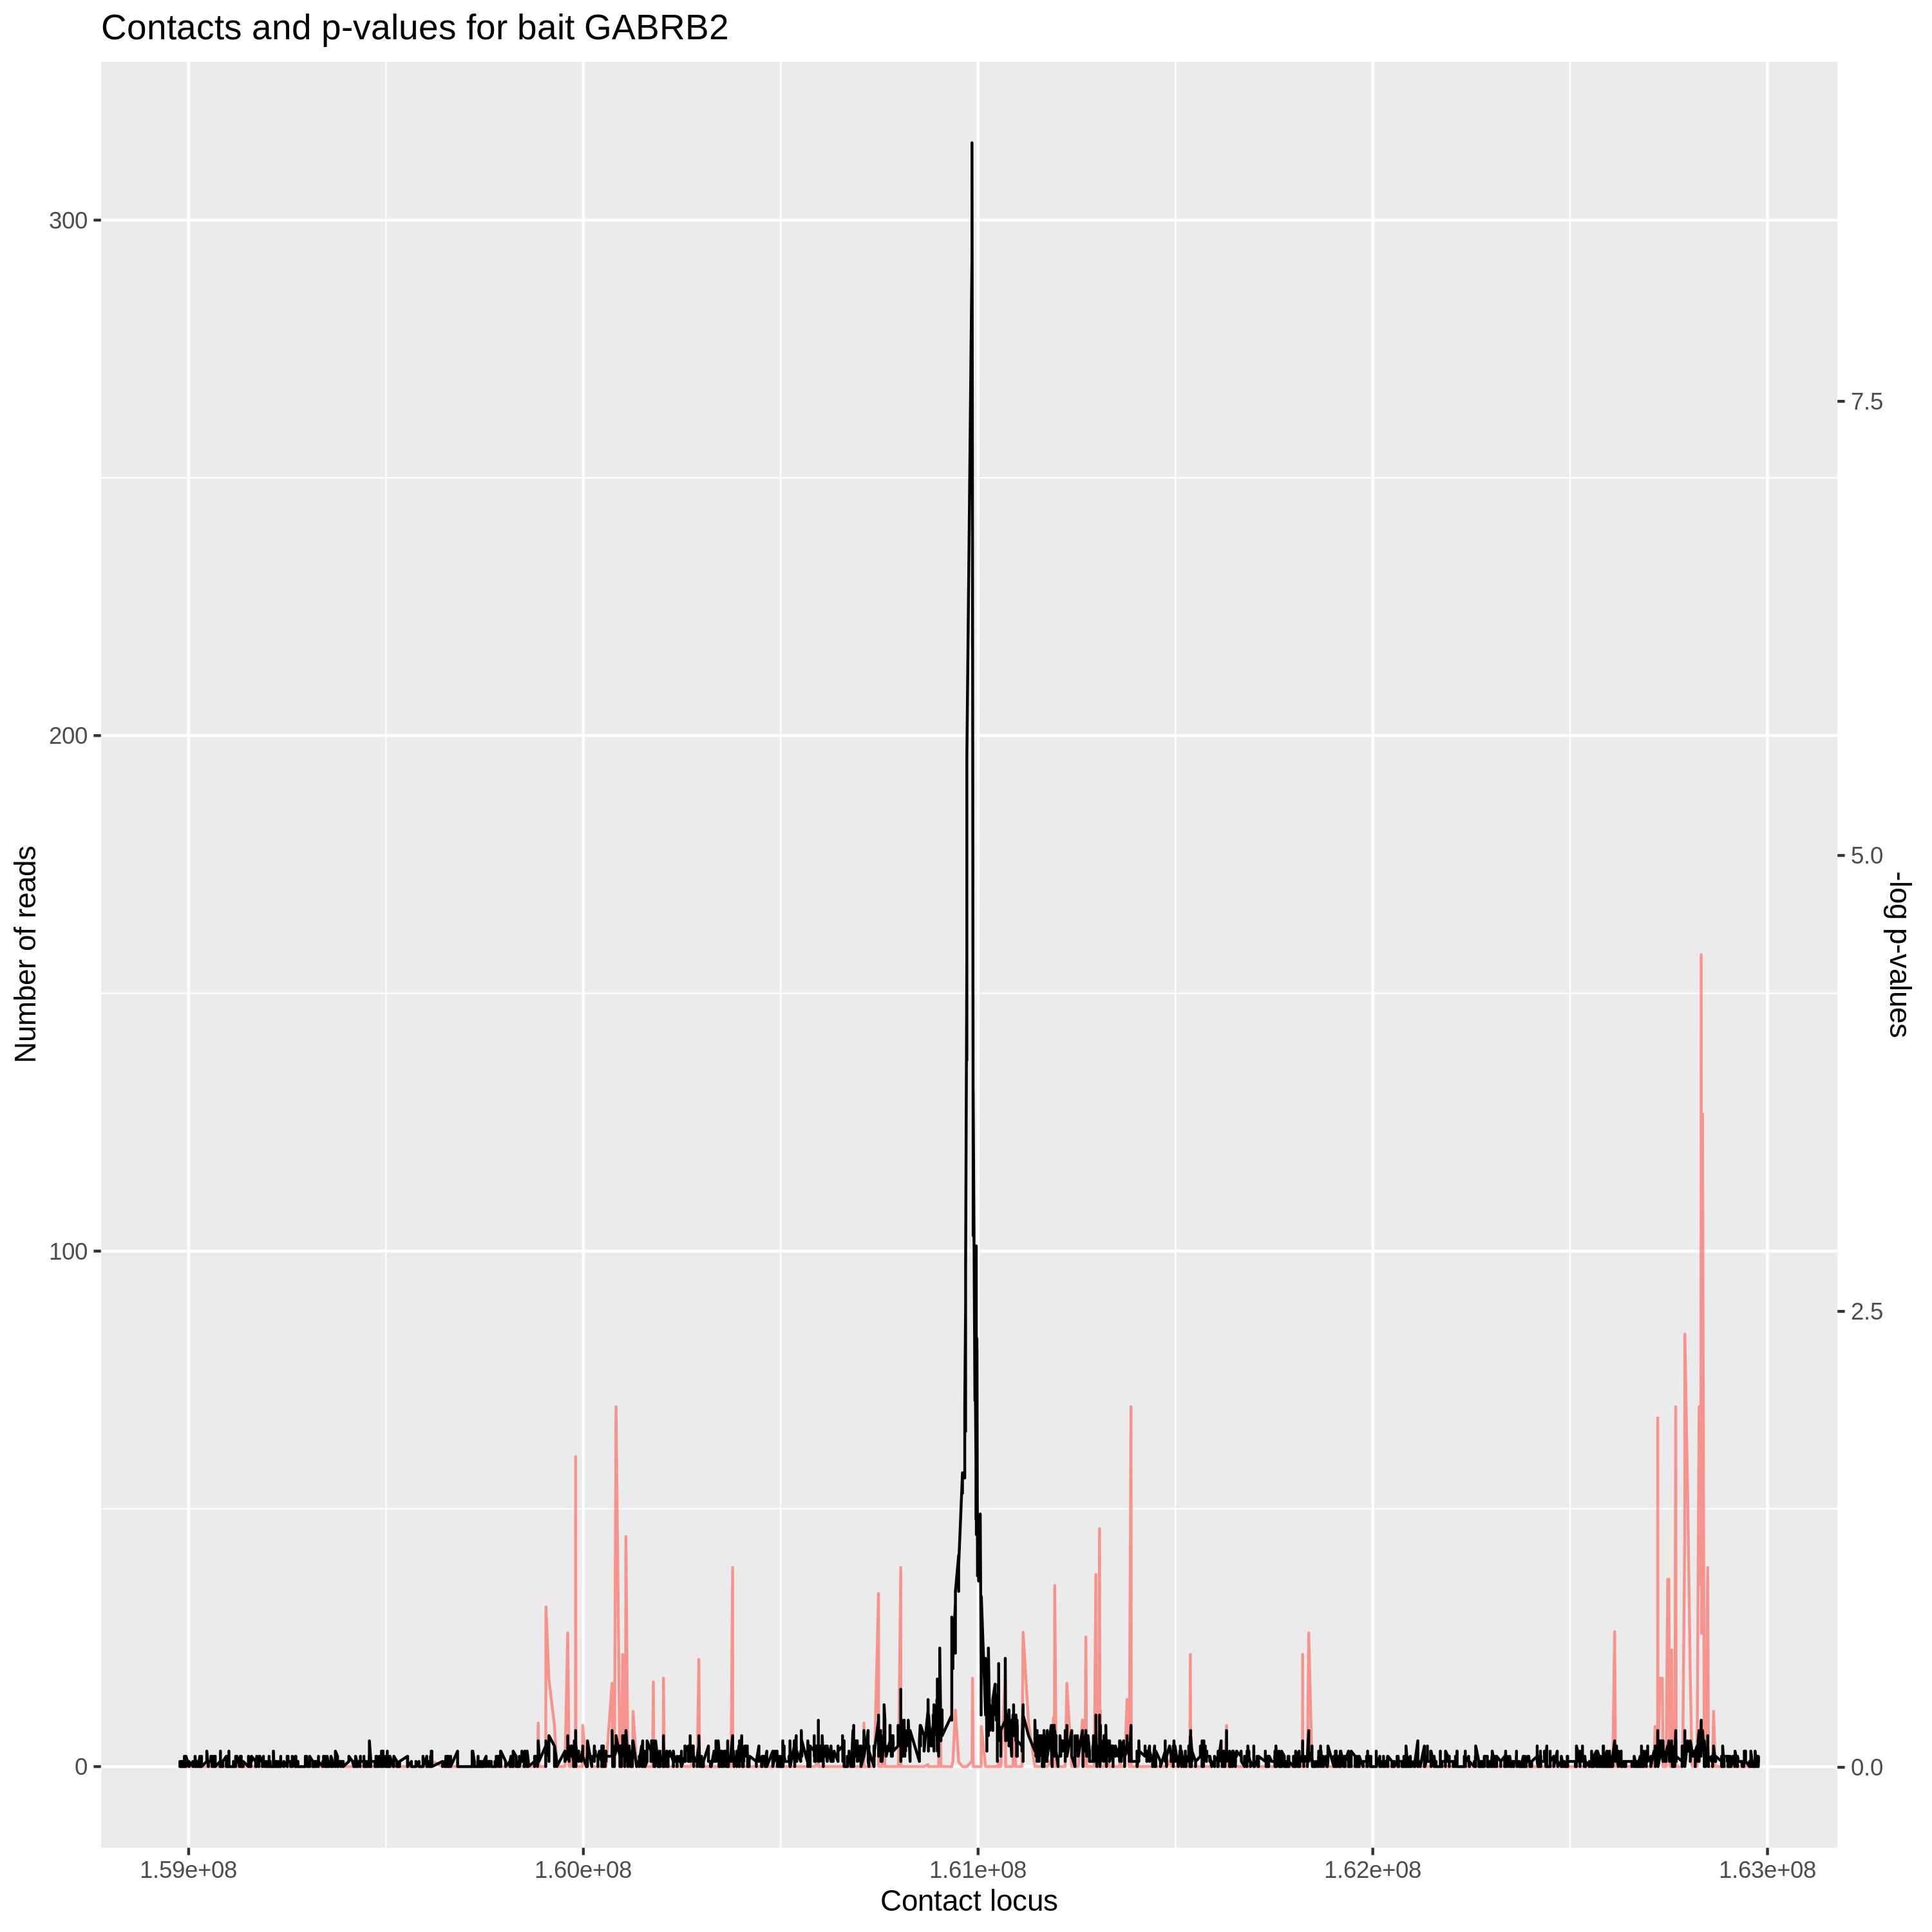 Contacts and p-values for bait GABRB2
300
200
100
0
Number of reads
7.5
5.0
2.5
0.0
-log p-values
1.59e+08
1.60e+08
1.61e+08
1.62e+08
1.63e+08
Contact locus